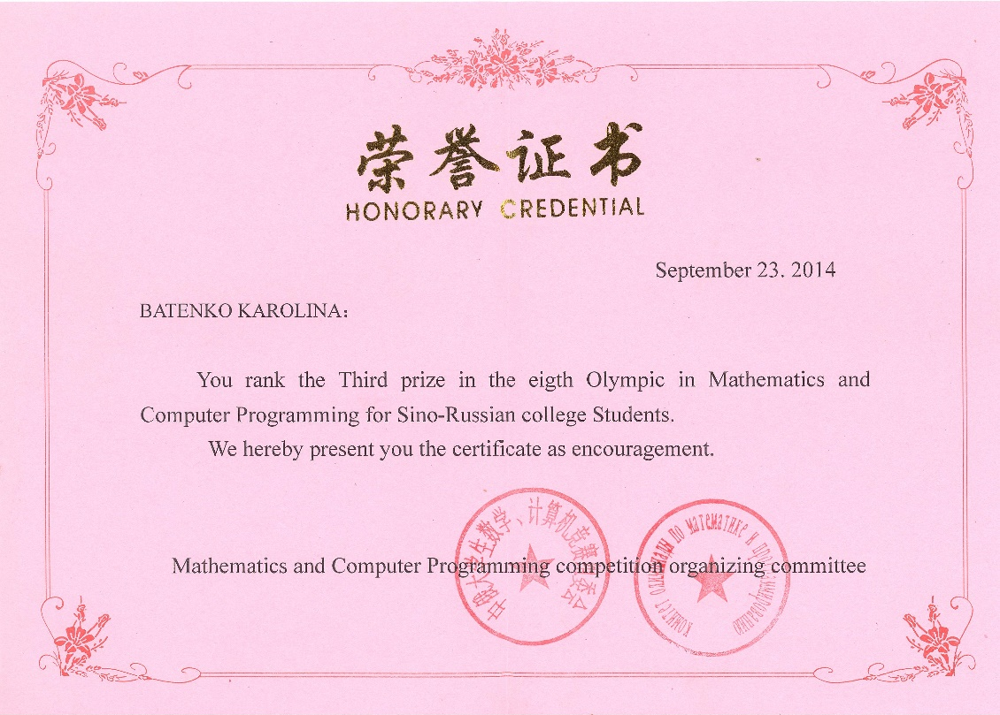 荣誉证书
HONORARY CREDENTIAL
September 23. 2014
BATENKO KAROLINA:
You rank the Third prize in the eigth Olympic in Mathematics and
Computer Programming for Sino-Russian college Students.
We hereby present you the certificate as encouragement.
Mathematics and Computer Programming competition organizing committee
中俄大学生数学、计算机竞赛组委会
комитет олимпиады по математике и программированию